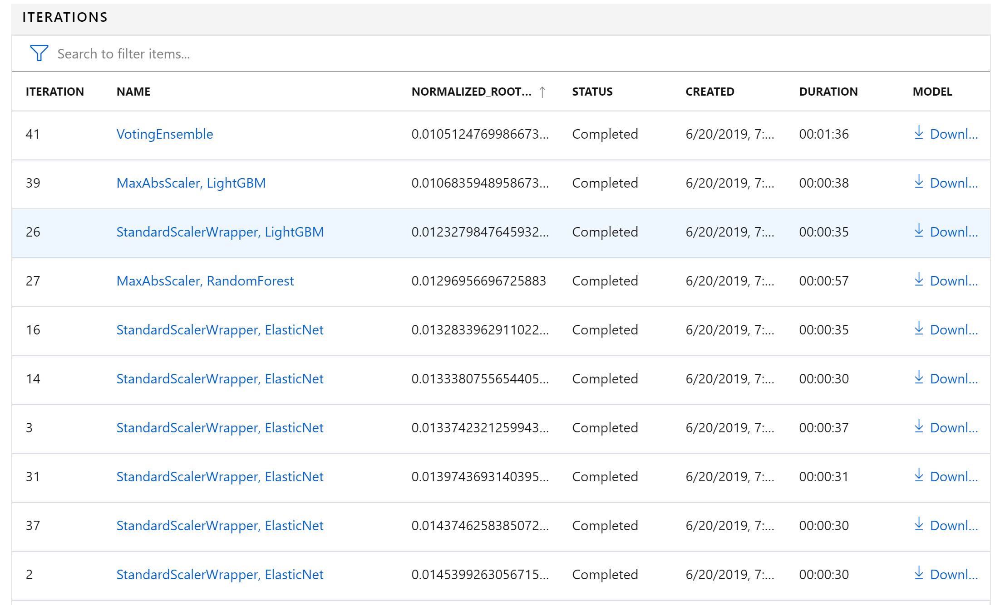 ITERATIONS
Search to filter items...
ITERATION NAME NORMALIZED_ROOT... ↑ STATUS CREATED DURATION MODEL
41 VotingEnsemble 0.0105124769986673... Completed 6/20/2019, 7:... 00:01:36 Downl...
39 MaxAbsScaler, LightGBM 0.0106835948958673... Completed 6/20/2019, 7:... 00:00:38 Downl...
26 StandardScalerWrapper, LightGBM 0.0123279847645932... Completed 6/20/2019, 7:... 00:00:35 Downl...
27 MaxAbsScaler, RandomForest 0.01296956696725883 Completed 6/20/2019, 7:... 00:00:57 Downl...
16 StandardScalerWrapper, ElasticNet 0.0132833962911022... Completed 6/20/2019, 7:... 00:00:35 Downl...
14 StandardScalerWrapper, ElasticNet 0.0133380755654405... Completed 6/20/2019, 7:... 00:00:30 Downl...
3 StandardScalerWrapper, ElasticNet 0.0133742321259943... Completed 6/20/2019, 7:... 00:00:37 Downl...
31 StandardScalerWrapper, ElasticNet 0.0139743693140395... Completed 6/20/2019, 7:... 00:00:31 Downl...
37 StandardScalerWrapper, ElasticNet 0.0143746258385072... Completed 6/20/2019, 7:... 00:00:30 Downl...
2 StandardScalerWrapper, ElasticNet 0.0145399263056715... Completed 6/20/2019, 7:... 00:00:30 Downl...